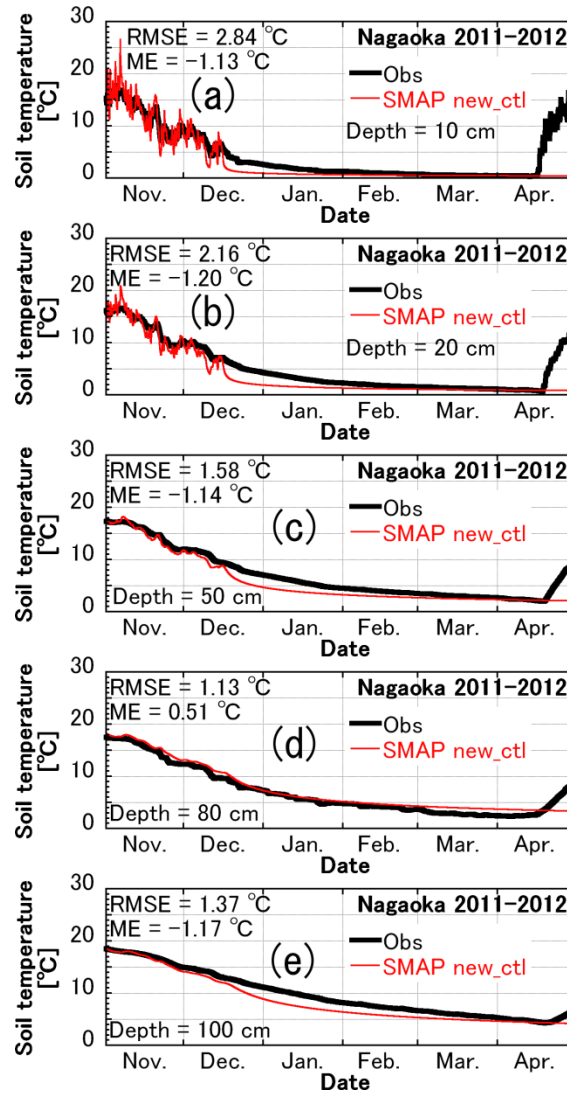 RMSE = 2.84 °C
Nagaoka 2011-2012
ME = -1.13 °C
(a)
Obs
SMAP new_ctl
Depth = 10 cm
Soil temperature
[°C]
30
20
10
0
Nov. Dec. Jan. Feb. Mar. Apr.
Date
RMSE = 2.16 °C
Nagaoka 2011-2012
ME = -1.20 °C
(b)
Obs
SMAP new_ctl
Depth = 20 cm
Soil temperature
[°C]
30
20
10
0
Nov. Dec. Jan. Feb. Mar. Apr.
Date
RMSE = 1.58 °C
Nagaoka 2011-2012
ME = -1.14 °C
(c)
Obs
SMAP new_ctl
Depth = 50 cm
Soil temperature
[°C]
30
20
10
0
Nov. Dec. Jan. Feb. Mar. Apr.
Date
RMSE = 1.13 °C
Nagaoka 2011-2012
ME = 0.51 °C
(d)
Obs
SMAP new_ctl
Depth = 80 cm
Soil temperature
[°C]
30
20
10
0
Nov. Dec. Jan. Feb. Mar. Apr.
Date
RMSE = 1.37 °C
Nagaoka 2011-2012
ME = -1.17 °C
(e)
Obs
SMAP new_ctl
Depth = 100 cm
Soil temperature
[°C]
30
20
10
0
Nov. Dec. Jan. Feb. Mar. Apr.
Date